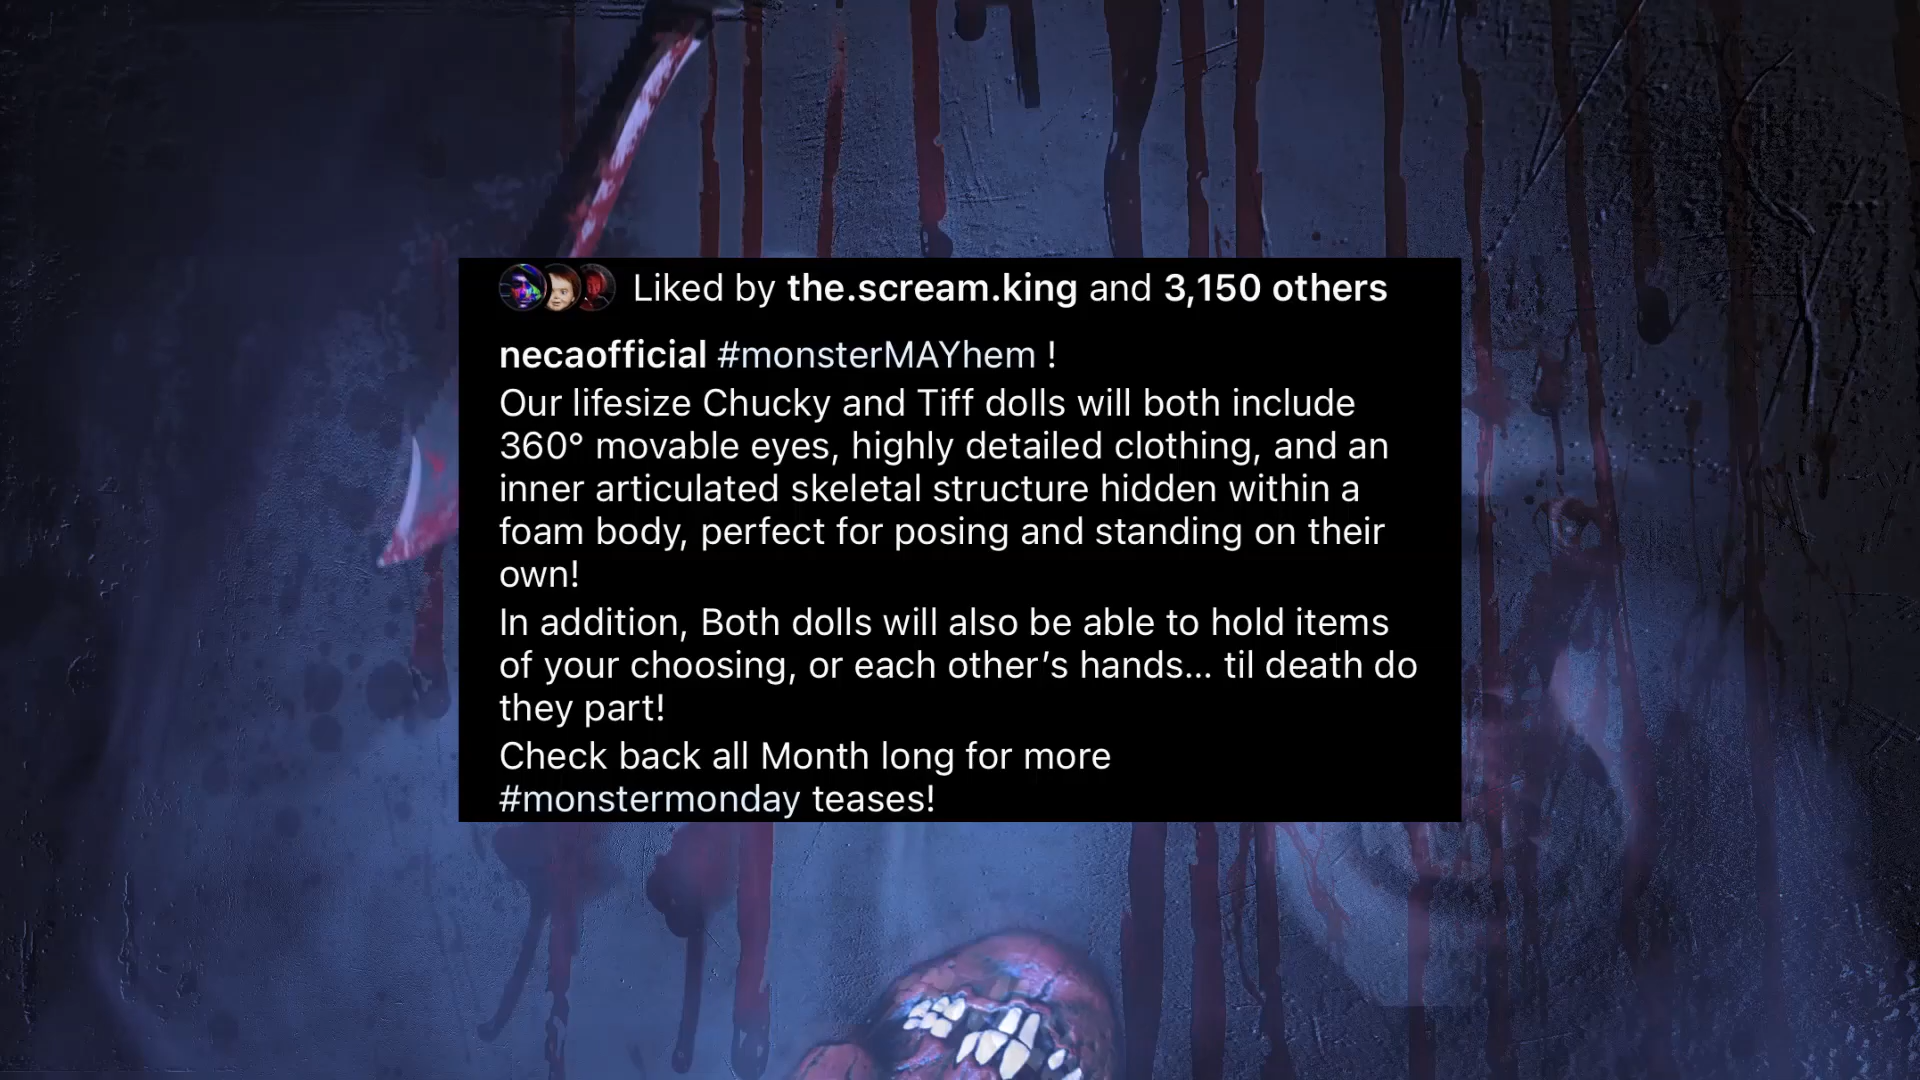 Liked by the.scream.king and 3,150 others
necaofficial #monsterMAYhem !
Our lifesize Chucky and Tiff dolls will both include
360° movable eyes, highly detailed clothing, and an
inner articulated skeletal structure hidden within a
foam body, perfect for posing and standing on their
own!
In addition, Both dolls will also be able to hold items
of your choosing, or each other’s hands... til death do
they part!
Check back all Month long for more
#monstermonday teases!